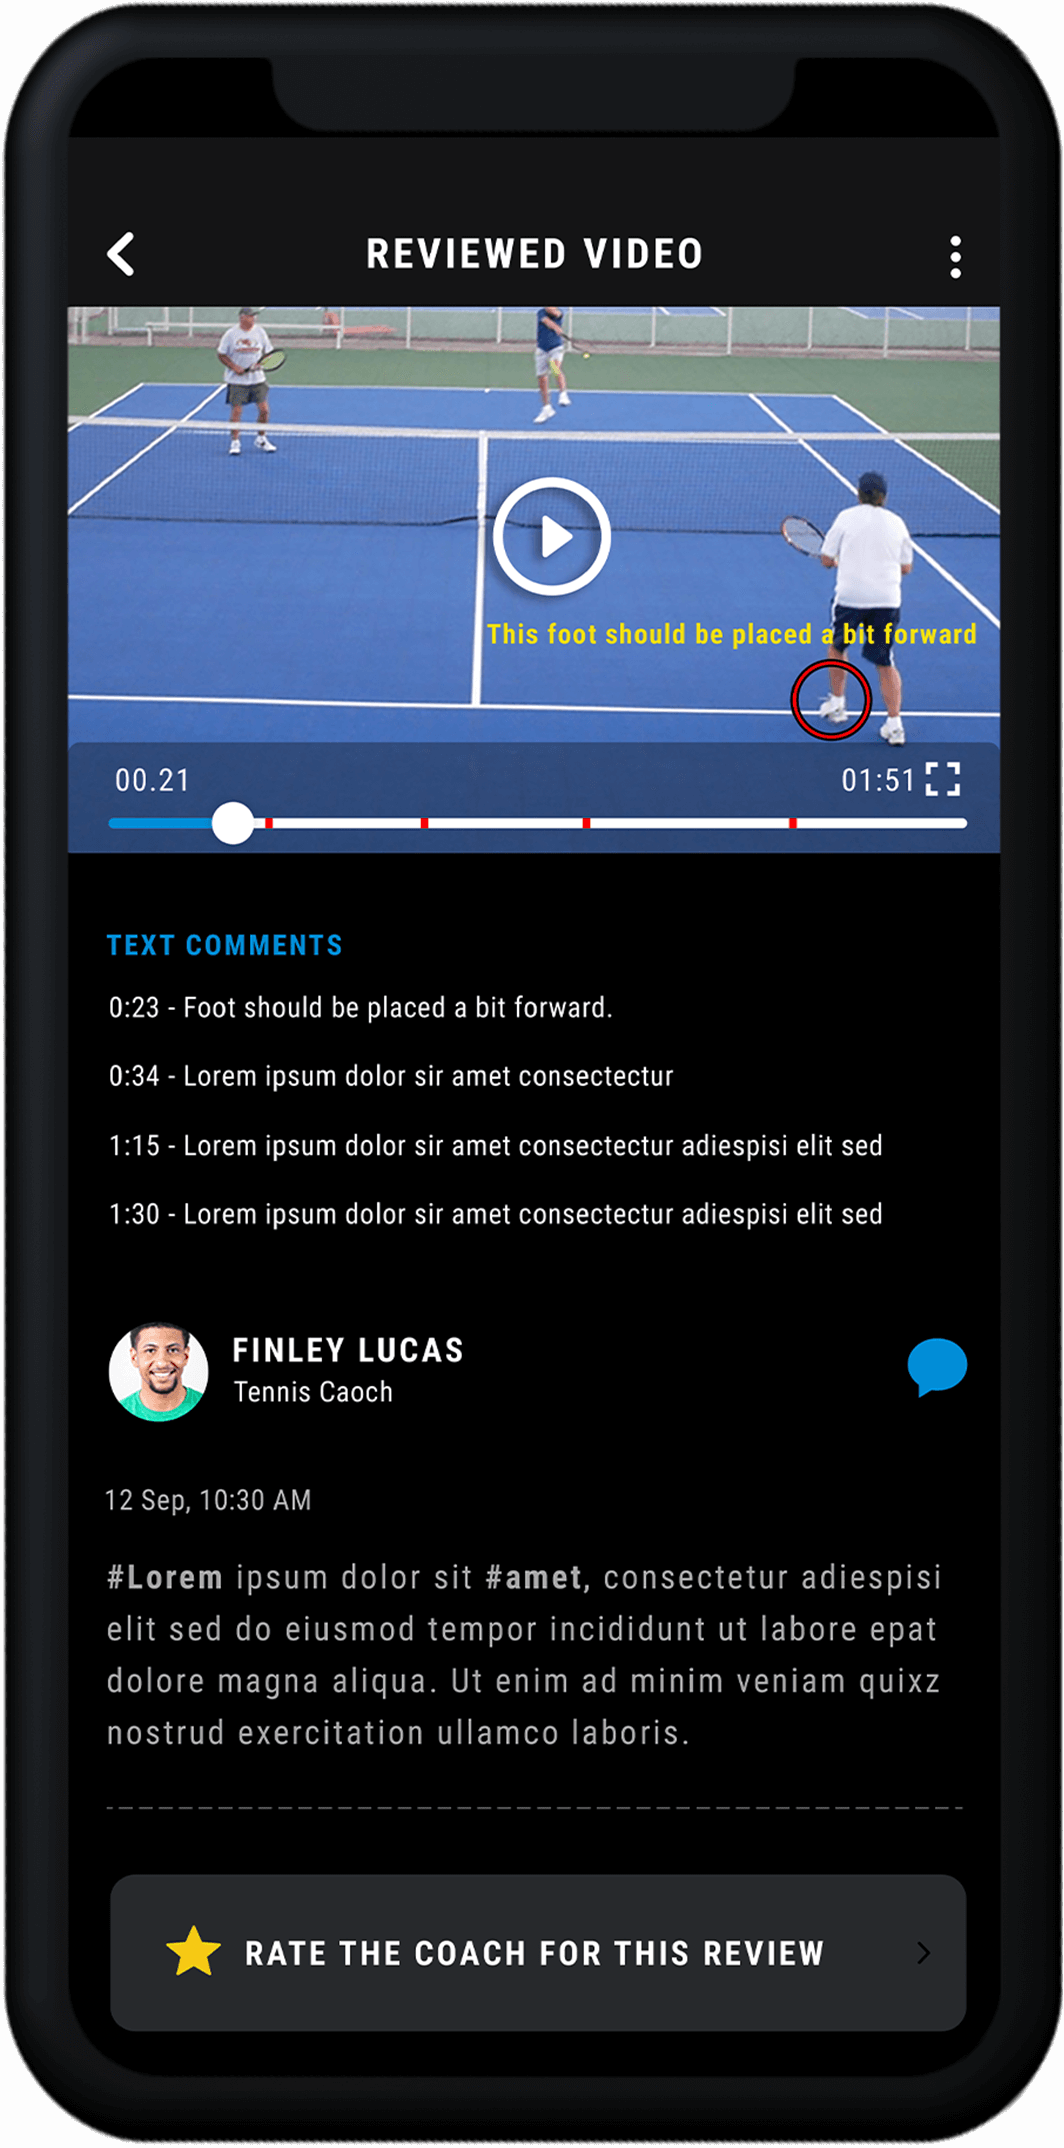 REVIEWED VIDEO
This foot should be placed a bit forward
00.21
01:51
TEXT COMMENTS
0:23 - Foot should be placed a bit forward.
0:34 - Lorem ipsum dolor sir amet consectectur
1:15 - Lorem ipsum dolor sir amet consectectur adiespisi elit sed
1:30 - Lorem ipsum dolor sir amet consectectur adiespisi elit sed
FINLEY LUCAS
Tennis Caoch
12 Sep, 10:30 AM
#Lorem ipsum dolor sit #amet, consectetur adiespisi
elit sed do eiusmod tempor incididunt ut labore epat
dolore magna aliqua. Ut enim ad minim veniam quixz
nostrud exercitation ullamco laboris.
RATE THE COACH FOR THIS REVIEW